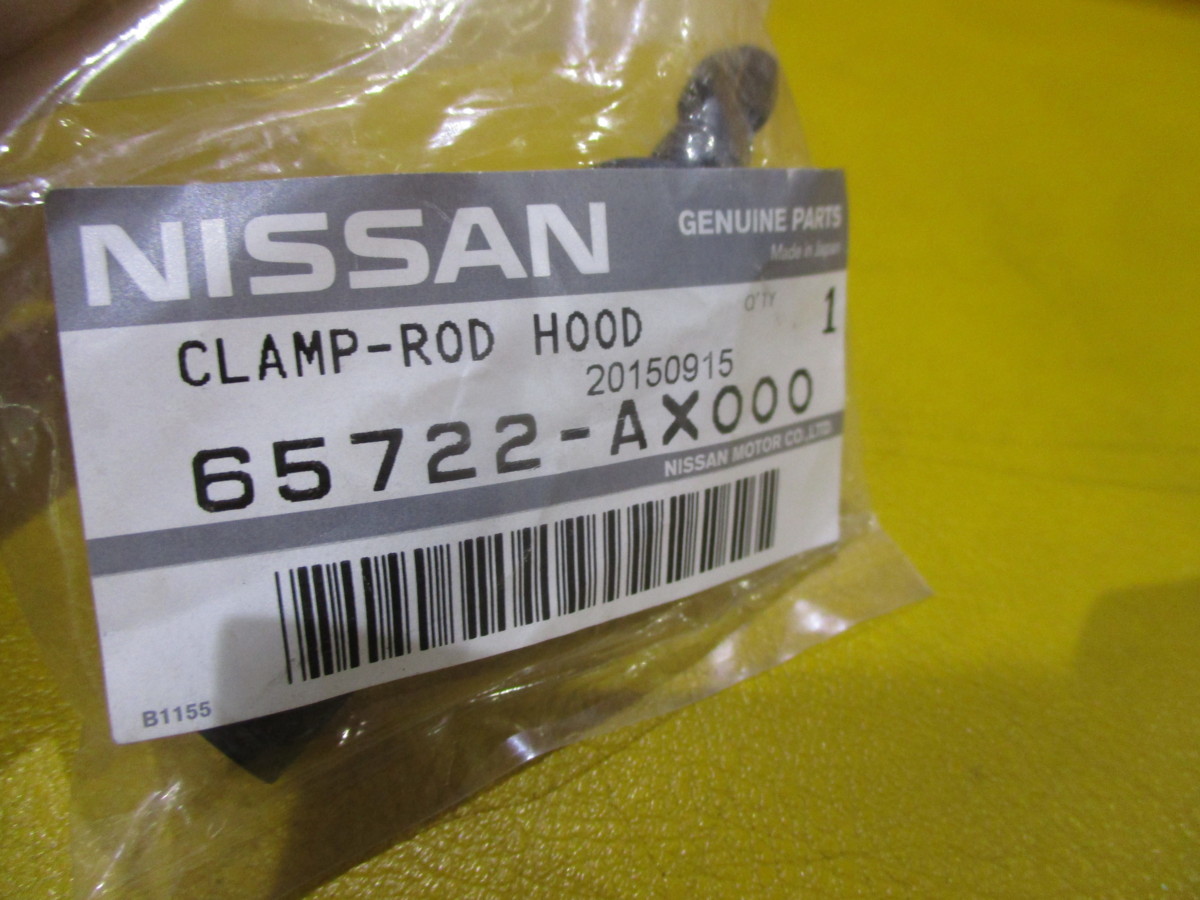 NISSAN
GENUINE PARTS
Made in Japan
CLAMP-ROD HOOD
Q'TY 1
20150915
65722-AX000
NISSAN MOTOR CO.,LTD.
B1155